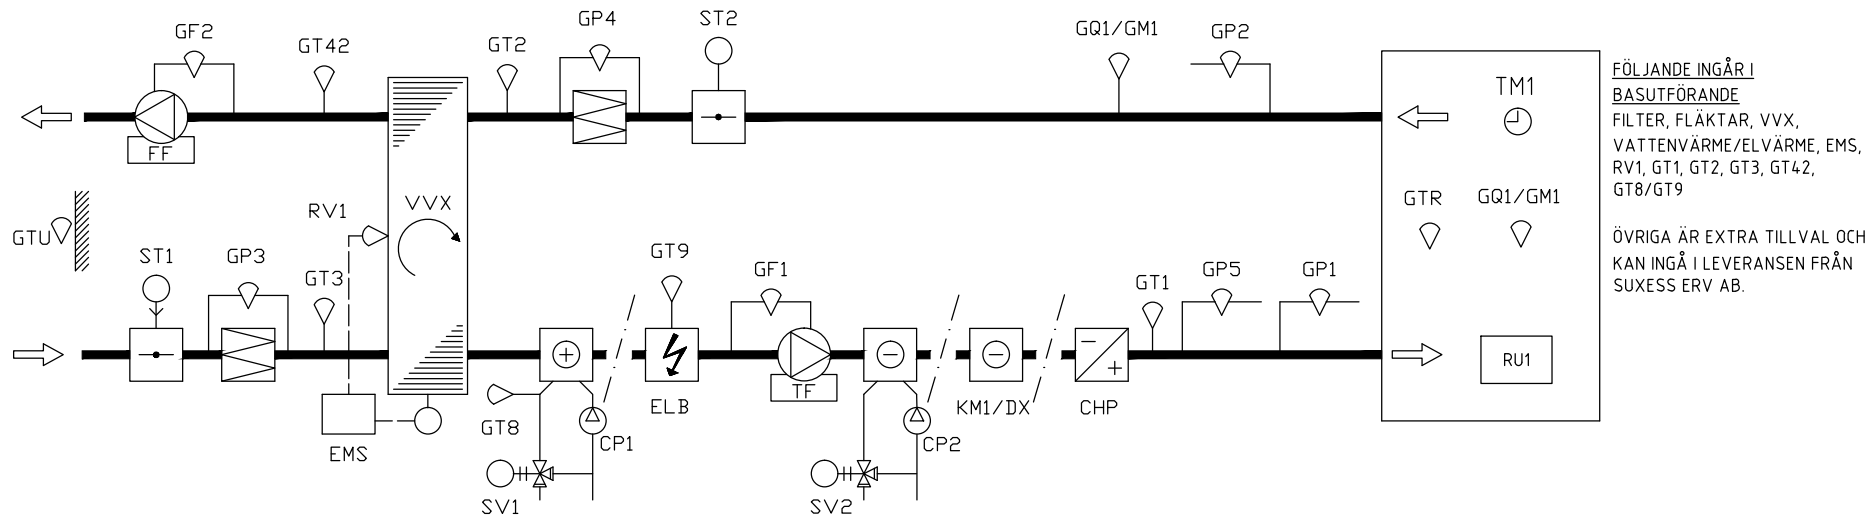 GF2
GT42
GT2
GP4
ST2
GQ1/GM1
GP2
TM1
FF
GTU
RV1
VVX
GTR
GQ1/GM1
ST1
GP3
GT3
GT9
GF1
GT1
GP5
GP1
RU1
EMS
GT8
CP1
SV1
ELB
TF
CP2
SV2
KM1/DX
CHP
FÖLJANDE INGÅR I
BASUTFÖRANDE
FILTER, FLÄKTAR, VVX,
VATTENVÄRME/ELVÄRME, EMS,
RV1, GT1, GT2, GT3, GT42,
GT8/GT9
ÖVRIGA ÄR EXTRA TILLVAL OCH
KAN INGÅ I LEVERANSEN FRÅN
SUXESS ERV AB.